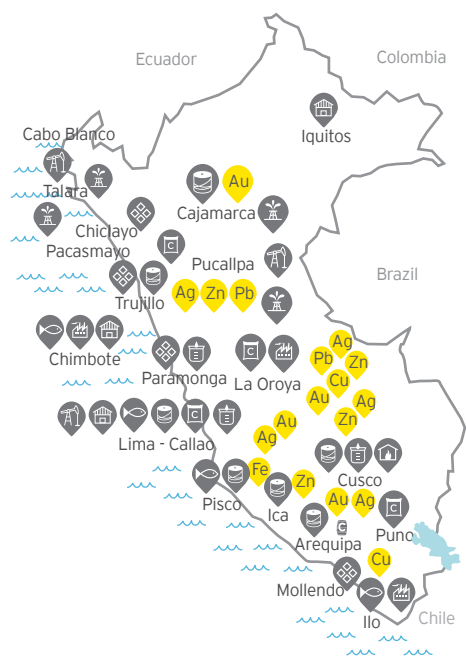 Ecuador
Colombia
Cabo Blanco
Iquitos
Talara
Au
Cajamarca
Chiclayo
Pacasmayo
C
Pucallpa
Brazil
Trujillo
Ag Zn Pb
Chimbote
Paramonga
C
La Oroya
Ag
Pb
Zn
Cu
Au
Ag
Zn
C
Lima - Callao
Au
Ag
Fe
Cusco
Pisco
Zn
Ica
Au
Ag
C
C
Arequipa
Puno
Cu
Mollendo
Ilo
Chile